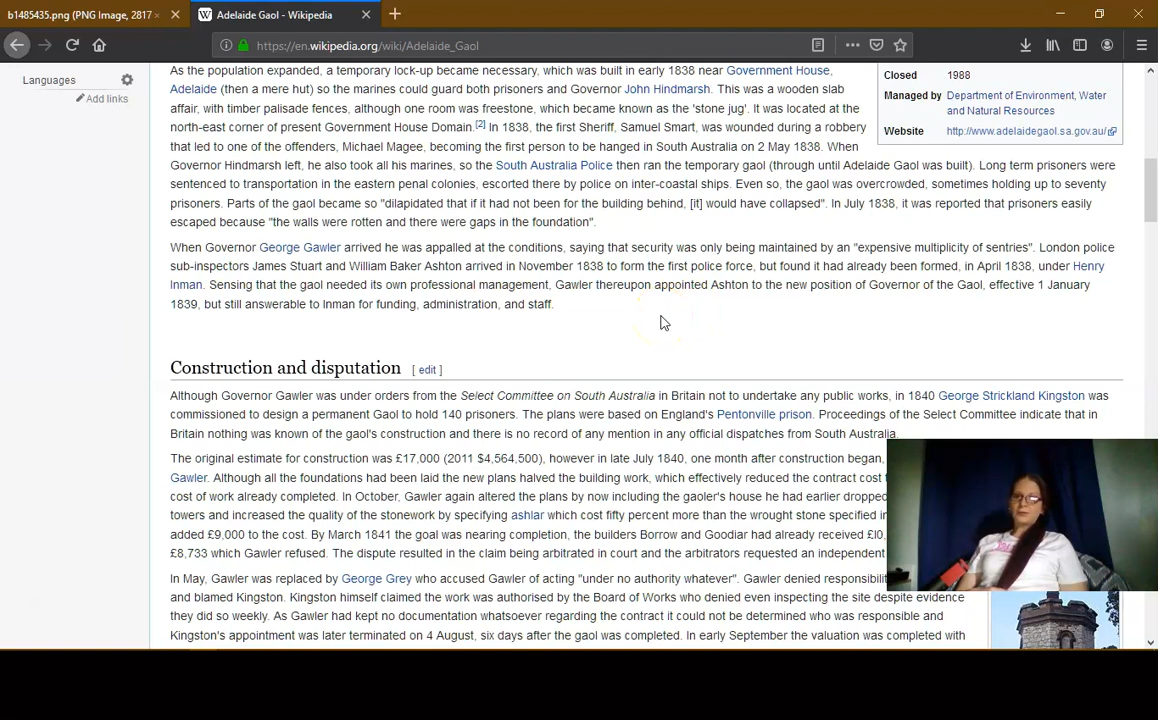 b1485435.png (PNG Image, 2817 ×
Adelaide Gaol - Wikipedia
https://en.wikipedia.org/wiki/Adelaide_Gaol
Languages
Add links
As the population expanded, a temporary lock-up became necessary, which was built in early 1838 near Government House,
Adelaide (then a mere hut) so the marines could guard both prisoners and Governor John Hindmarsh. This was a wooden slab
affair, with timber palisade fences, although one room was freestone, which became known as the 'stone jug'. It was located at the
north-east corner of present Government House Domain.[2] In 1838, the first Sheriff, Samuel Smart, was wounded during a robbery
that led to one of the offenders, Michael Magee, becoming the first person to be hanged in South Australia on 2 May 1838. When
Governor Hindmarsh left, he also took all his marines, so the South Australia Police then ran the temporary gaol (through until Adelaide Gaol was built). Long term prisoners were
sentenced to transportation in the eastern penal colonies, escorted there by police on inter-coastal ships. Even so, the gaol was overcrowded, sometimes holding up to seventy
prisoners. Parts of the gaol became so "dilapidated that if it had not been for the building behind, [it] would have collapsed". In July 1838, it was reported that prisoners easily
escaped because "the walls were rotten and there were gaps in the foundation".
Closed 1988
Managed by Department of Environment, Water
and Natural Resources
Website http://www.adelaidegaol.sa.gov.au/
When Governor George Gawler arrived he was appalled at the conditions, saying that security was only being maintained by an "expensive multiplicity of sentries". London police
sub-inspectors James Stuart and William Baker Ashton arrived in November 1838 to form the first police force, but found it had already been formed, in April 1838, under Henry
Inman. Sensing that the gaol needed its own professional management, Gawler thereupon appointed Ashton to the new position of Governor of the Gaol, effective 1 January
1839, but still answerable to Inman for funding, administration, and staff.
Construction and disputation [ edit ]
Although Governor Gawler was under orders from the Select Committee on South Australia in Britain not to undertake any public works, in 1840 George Strickland Kingston was
commissioned to design a permanent Gaol to hold 140 prisoners. The plans were based on England's Pentonville prison. Proceedings of the Select Committee indicate that in
Britain nothing was known of the gaol's construction and there is no record of any mention in any official dispatches from South Australia.
The original estimate for construction was £17,000 (2011 $4,564,500), however in late July 1840, one month after construction began,
Gawler. Although all the foundations had been laid the new plans halved the building work, which effectively reduced the contract cost
cost of work already completed. In October, Gawler again altered the plans by now including the gaoler's house he had earlier dropped
towers and increased the quality of the stonework by specifying ashlar which cost fifty percent more than the wrought stone specified in
added £9,000 to the cost. By March 1841 the goal was nearing completion, the builders Borrow and Goodiar had already received £l0,
£8,733 which Gawler refused. The dispute resulted in the claim being arbitrated in court and the arbitrators requested an independent
In May, Gawler was replaced by George Grey who accused Gawler of acting "under no authority whatever". Gawler denied responsibil
and blamed Kingston. Kingston himself claimed the work was authorised by the Board of Works who denied even inspecting the site despite evidence
they did so weekly. As Gawler had kept no documentation whatsoever regarding the contract it could not be determined who was responsible and
Kingston's appointment was later terminated on 4 August, six days after the gaol was completed. In early September the valuation was completed with